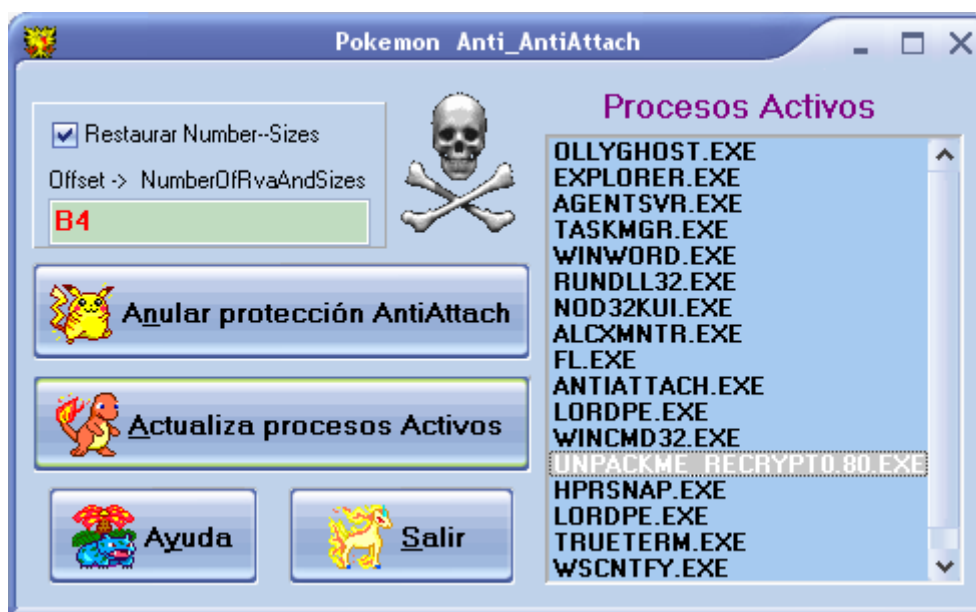 Pokemon Anti_AntiAttach
Restaurar Number--Sizes
Offset -> NumberOfRvaAndSizes
B4
Anular protección AntiAttach
Actualiza procesos Activos
Ayuda
Salir
Procesos Activos
OLLYGHOST.EXE
EXPLORER.EXE
AGENTSVR.EXE
TASKMGR.EXE
WINWORD.EXE
RUNDLL32.EXE
NOD32KUI.EXE
ALCXMNTR.EXE
FL.EXE
ANTIATTACH.EXE
LORDPE.EXE
WINCMD32.EXE
UNPACKME_RECRYPT0.80.EXE
HPRSNAP.EXE
LORDPE.EXE
TRUETERM.EXE
WSCNTFY.EXE